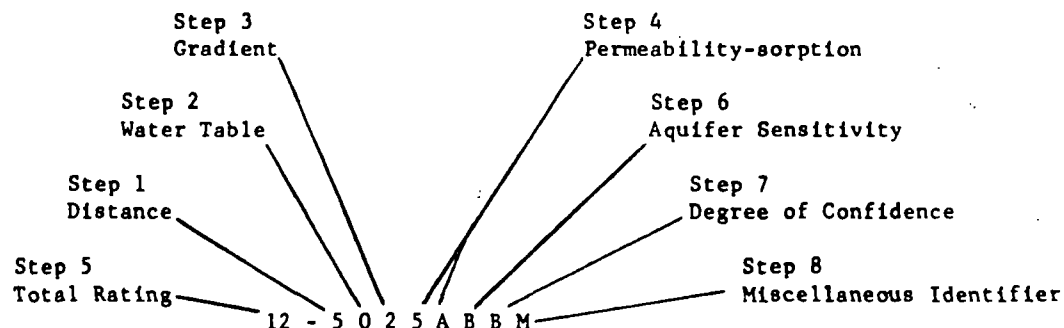 Step 3
Gradient
Step 4
Permeability-sorption
Step 2
Water Table
Step 6
Aquifer Sensitivity
Step 1
Distance
Step 7
Degree of Confidence
Step 5
Total Rating
Step 8
Miscellaneous Identifier
12 - 5 0 2 5 A B B M